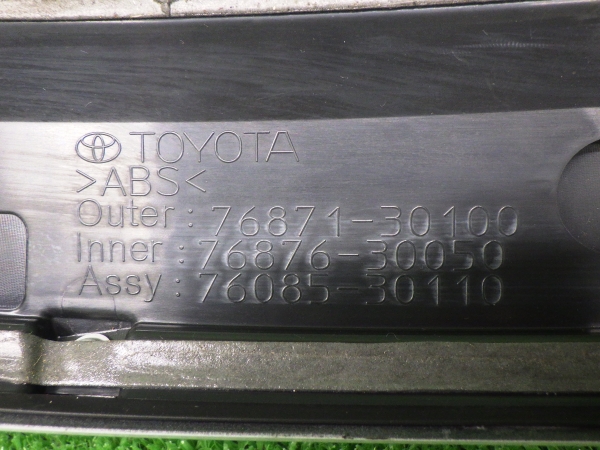 TOYOTA
>ABS<
Outer : 76871-30100
Inner : 76876-30050
Assy : 76085-30110